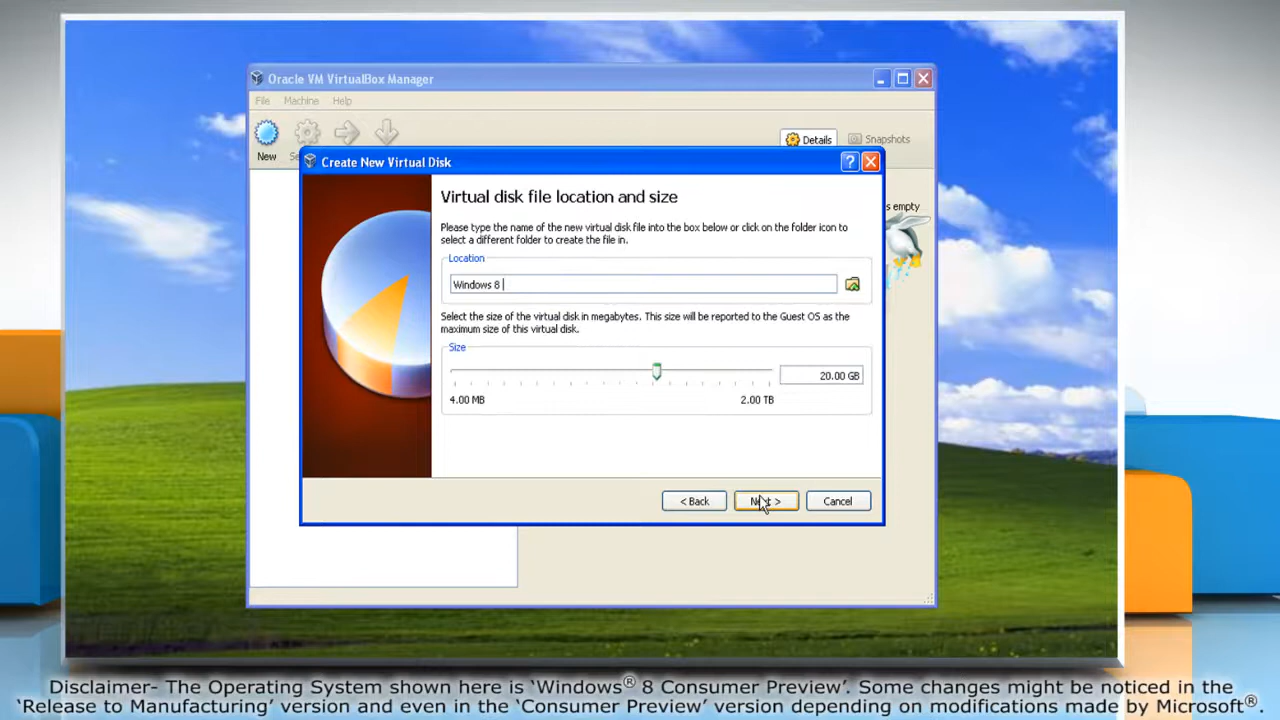 Oracle VM VirtualBox Manager
File Machine Help
New
Details
Snapshots
Create New Virtual Disk
s empty
Virtual disk file location and size
Please type the name of the new virtual disk file into the box below or click on the folder icon to
select a different folder to create the file in.
Location
Windows 8
Select the size of the virtual disk in megabytes. This size will be reported to the Guest OS as the
maximum size of this virtual disk.
Size
20.00 GB
4.00 MB
2.00 TB
< Back
Next >
Cancel
Disclaimer- The Operating System shown here is ‘Windows® 8 Consumer Preview’. Some changes might be noticed in the
‘Release to Manufacturing’ version and even in the ‘Consumer Preview’ version depending on modifications made by Microsoft®.